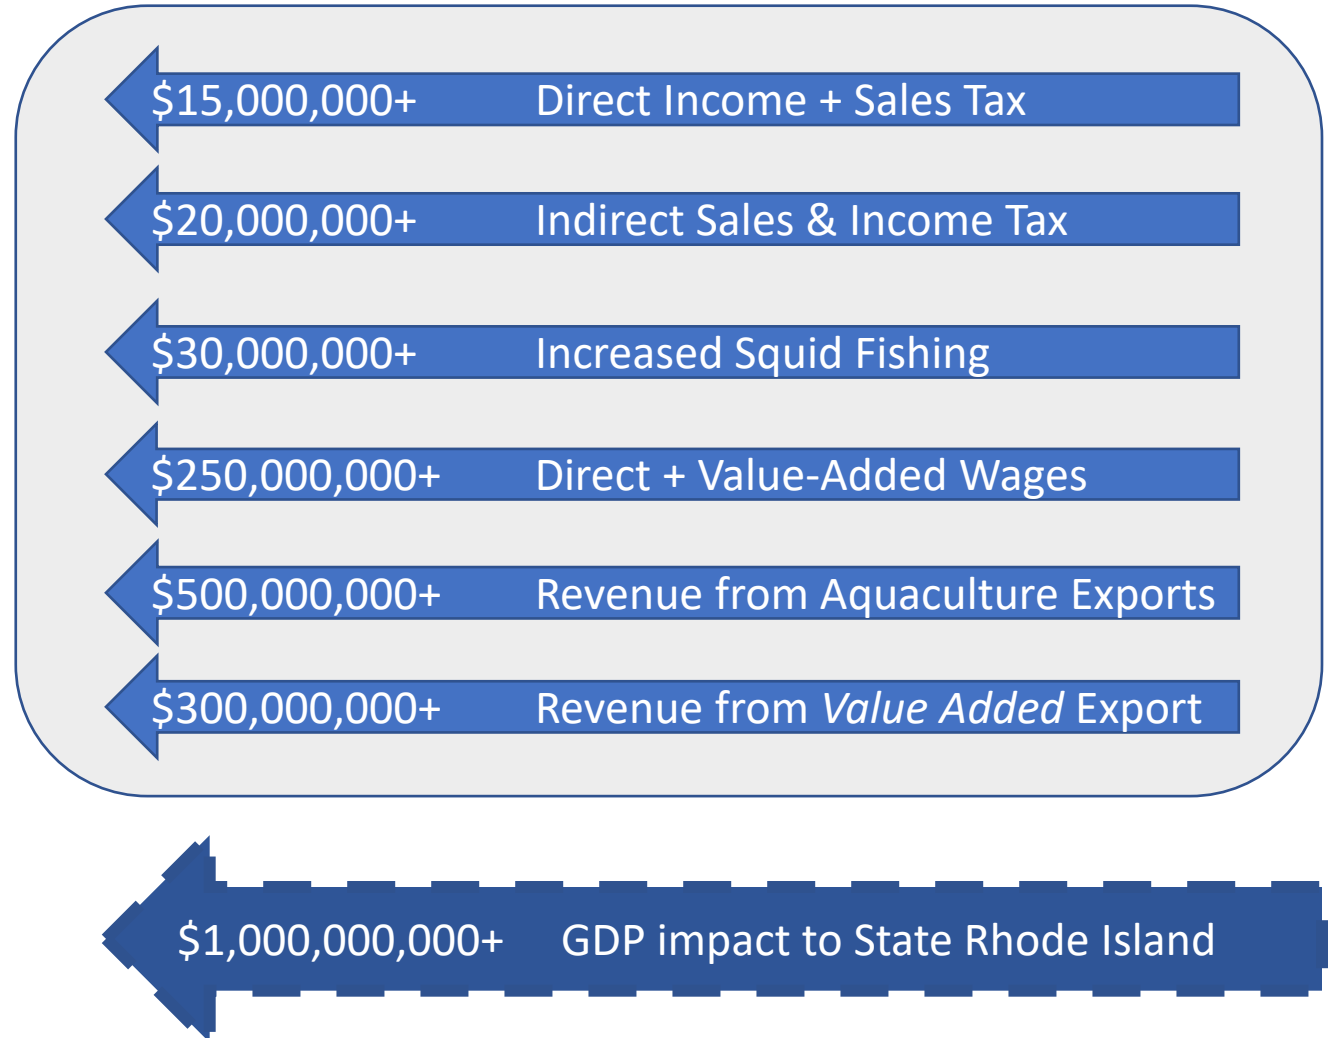 $15,000,000+ Direct Income + Sales Tax
$20,000,000+ Indirect Sales & Income Tax
$30,000,000+ Increased Squid Fishing
$250,000,000+ Direct + Value-Added Wages
$500,000,000+ Revenue from Aquaculture Exports
$300,000,000+ Revenue from Value Added Export
$1,000,000,000+ GDP impact to State Rhode Island